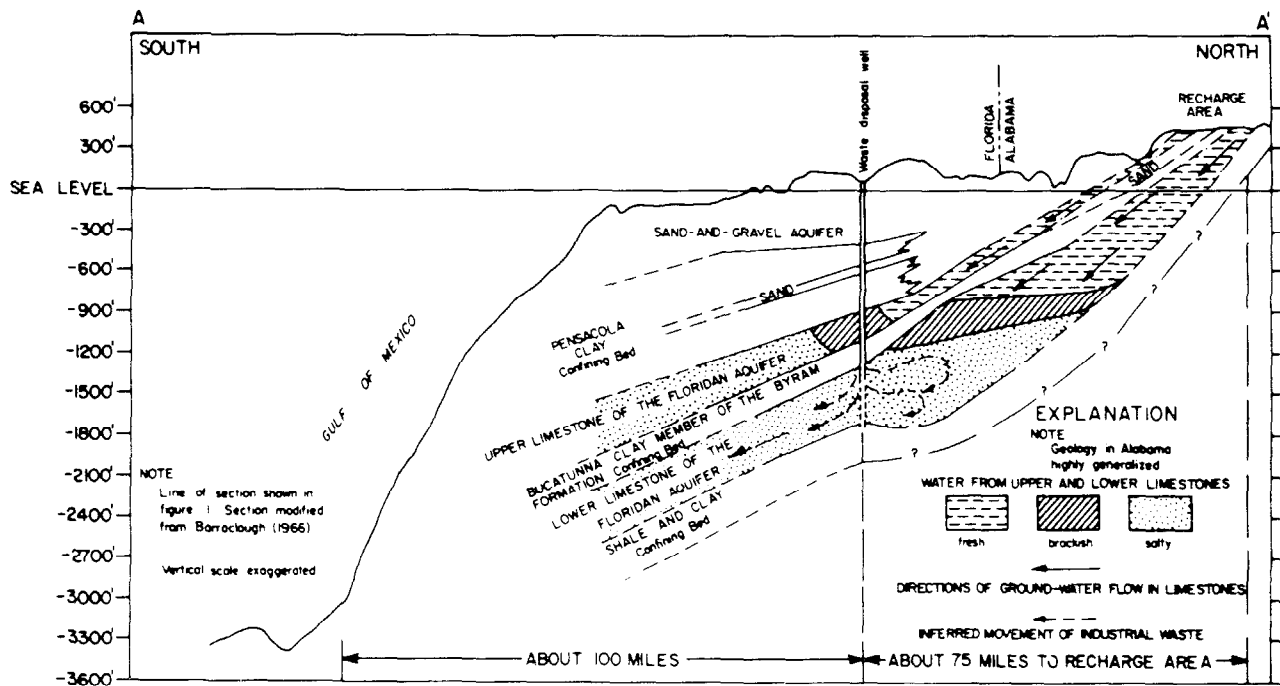 A
A'
SOUTH
NORTH
Waste disposal well
FLORIDA
ALABAMA
RECHARGE
AREA
600'
300'
SEA LEVEL
-300'
-600'
-900'
-1200'
-1500'
-1800'
-2100'
-2400'
-2700'
-3000'
-3300'
-3600'
SAND
SAND-AND-GRAVEL AQUIFER
SAND
PENSACOLA
CLAY
Confining Bed
GULF OF MEXICO
UPPER LIMESTONE OF THE FLORIDAN AQUIFER
BUCATUNNA CLAY MEMBER OF THE BYRAM
FORMATION Confining Bed
LOWER LIMESTONE OF THE
FLORIDAN AQUIFER
SHALE AND CLAY
Confining Bed
?
?
?
?
?
NOTE
Line of section shown in
figure 1. Section modified
from Barraclough (1966)
Vertical scale exaggerated
EXPLANATION
NOTE
Geology in Alabama
highly generalized
WATER FROM UPPER AND LOWER LIMESTONES
fresh
brackish
salty
DIRECTIONS OF GROUND-WATER FLOW IN LIMESTONES
INFERRED MOVEMENT OF INDUSTRIAL WASTE
ABOUT 100 MILES
ABOUT 75 MILES TO RECHARGE AREA